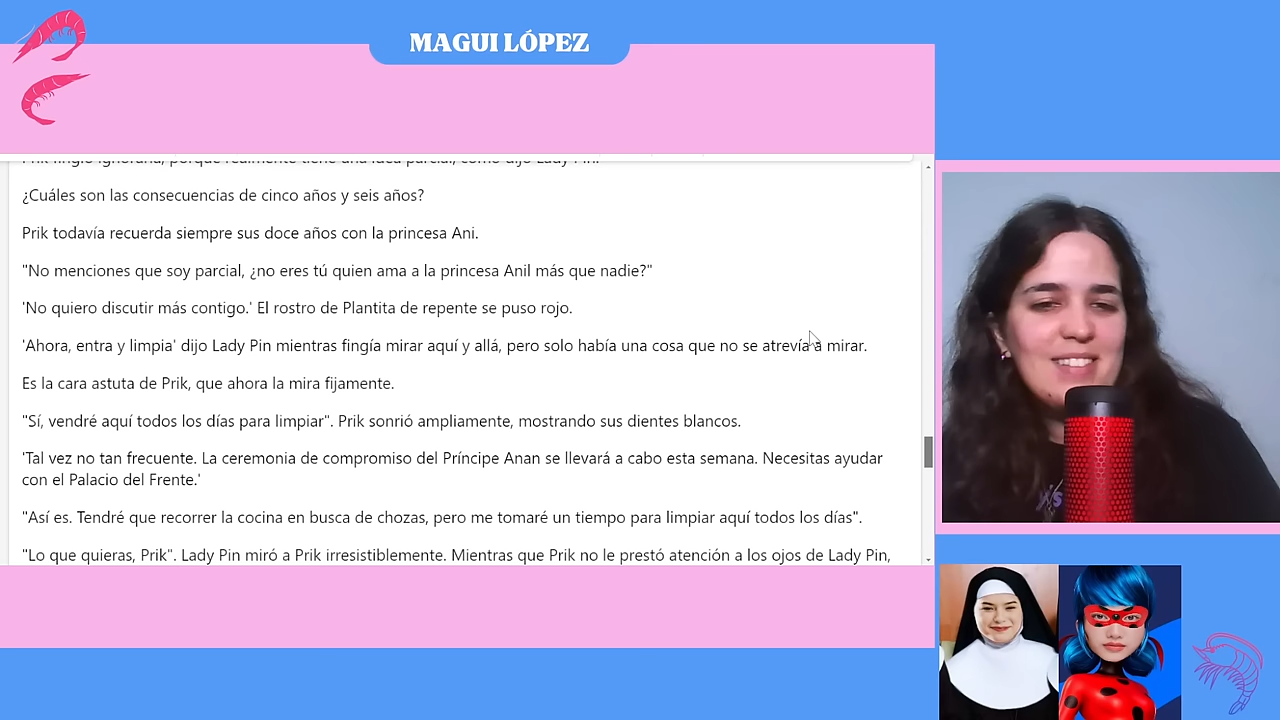 MAGUI LÓPEZ
¿Cuáles son las consecuencias de cinco años y seis años?
Prik todavía recuerda siempre sus doce años con la princesa Ani.
"No menciones que soy parcial, ¿no eres tú quien ama a la princesa Anil más que nadie?"
'No quiero discutir más contigo.' El rostro de Plantita de repente se puso rojo.
'Ahora, entra y limpia' dijo Lady Pin mientras fingía mirar aquí y allá, pero solo había una cosa que no se atrevía a mirar.
Es la cara astuta de Prik, que ahora la mira fijamente.
"Sí, vendré aquí todos los días para limpiar". Prik sonrió ampliamente, mostrando sus dientes blancos.
'Tal vez no tan frecuente. La ceremonia de compromiso del Príncipe Anan se llevará a cabo esta semana. Necesitas ayudar
con el Palacio del Frente.'
"Así es. Tendré que recorrer la cocina en busca de chozas, pero me tomaré un tiempo para limpiar aquí todos los días".
"Lo que quieras, Prik". Lady Pin miró a Prik irresistiblemente. Mientras que Prik no le prestó atención a los ojos de Lady Pin,